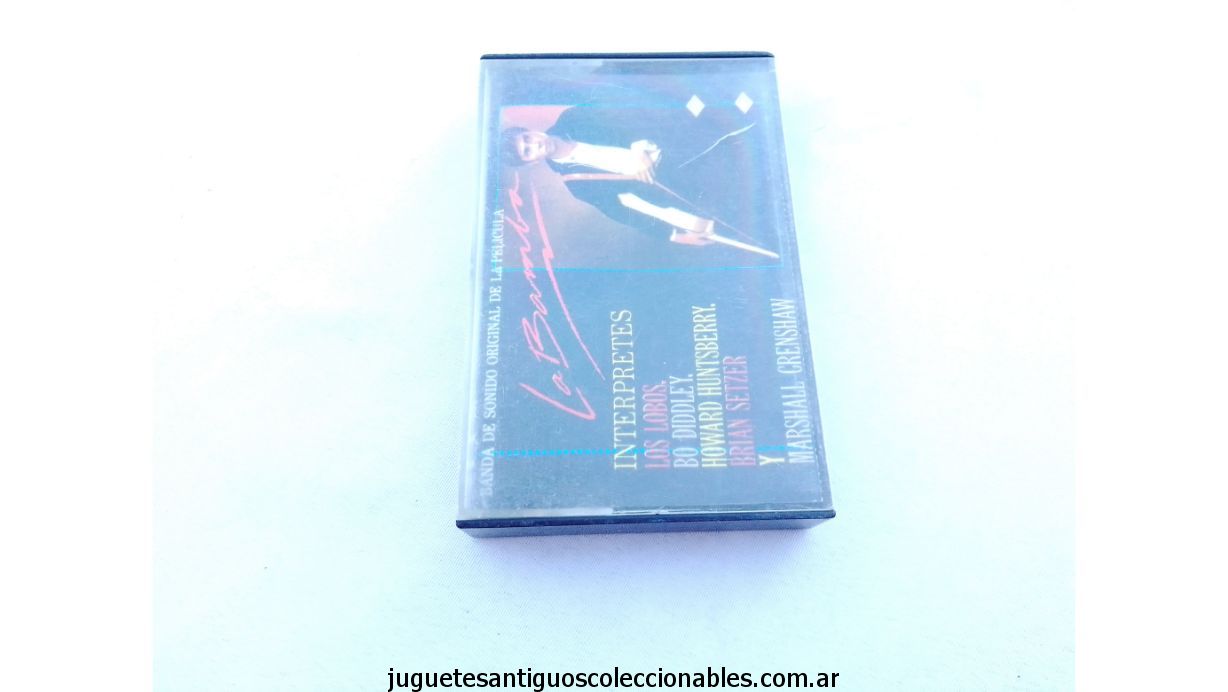 BANDA DE SONIDO ORIGINAL DE LA PELICULA
La Bamba
INTERPRETES
LOS LOBOS,
BO DIDDLEY,
HOWARD HUNTSBERRY,
BRIAN SETZER
Y
MARSHALL CRENSHAW
juguetesantiguoscoleccionables.com.ar